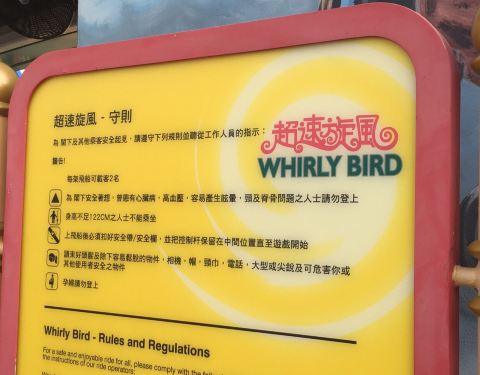 超速旋風 - 守則
為 閣下及其他乘客安全起見，請遵守下列規則並聽從工作人員的指示：
超速旋風
WHIRLY BIRD
警告!
每架飛船可載客2名
為 閣下安全著想，曾患有心臟病，高血壓，容易產生眩暈，頸及脊骨問題之人士請勿登上
身高不足122CM之人士不能乘坐
上飛船後必須扣好安全帶/安全欄，並把控制杆保留在中間位置直至遊戲開始
請束好頭髮及除下容易鬆脫的物件，相機，帽，頸巾，電話，大型或尖銳及可危害你或
其他使用者安全之物件
孕婦請勿登上
Whirly Bird - Rules and Regulations
For a safe and enjoyable ride for all, please comply with the
the instructions of our ride operators: